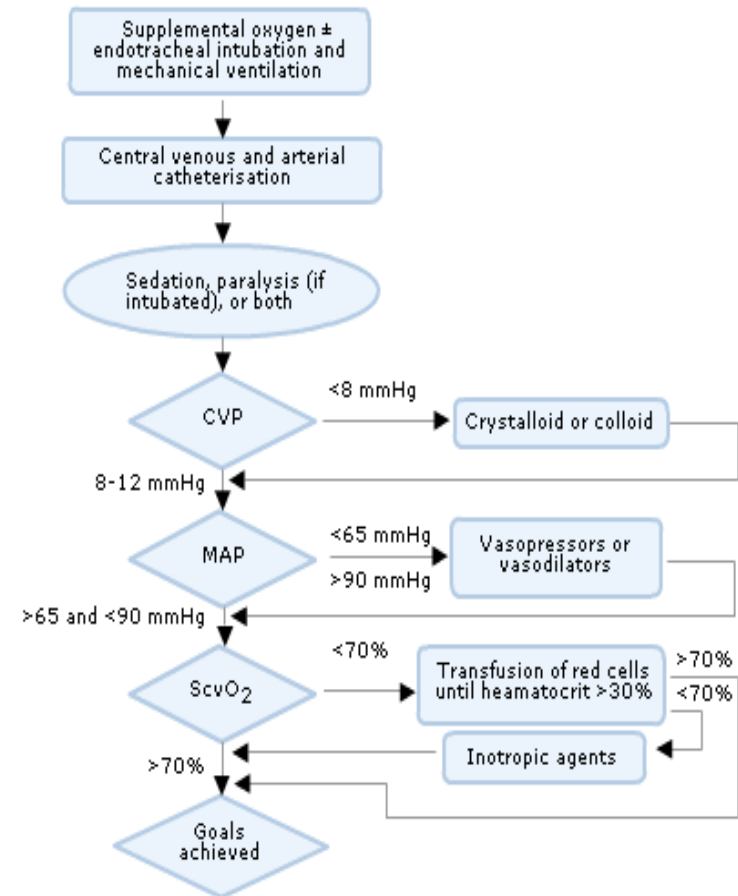 Supplemental oxygen ±
endotracheal intubation and
mechanical ventilation
Central venous and arterial
catheterisation
Sedation, paralysis (if
intubated), or both
CVP
<8 mmHg
Crystalloid or colloid
8-12 mmHg
MAP
<65 mmHg
>90 mmHg
Vasopressors or
vasodilators
>65 and <90 mmHg
ScvO₂
<70%
Transfusion of red cells
until heamatocrit >30%
>70%
<70%
Inotropic agents
>70%
Goals
achieved